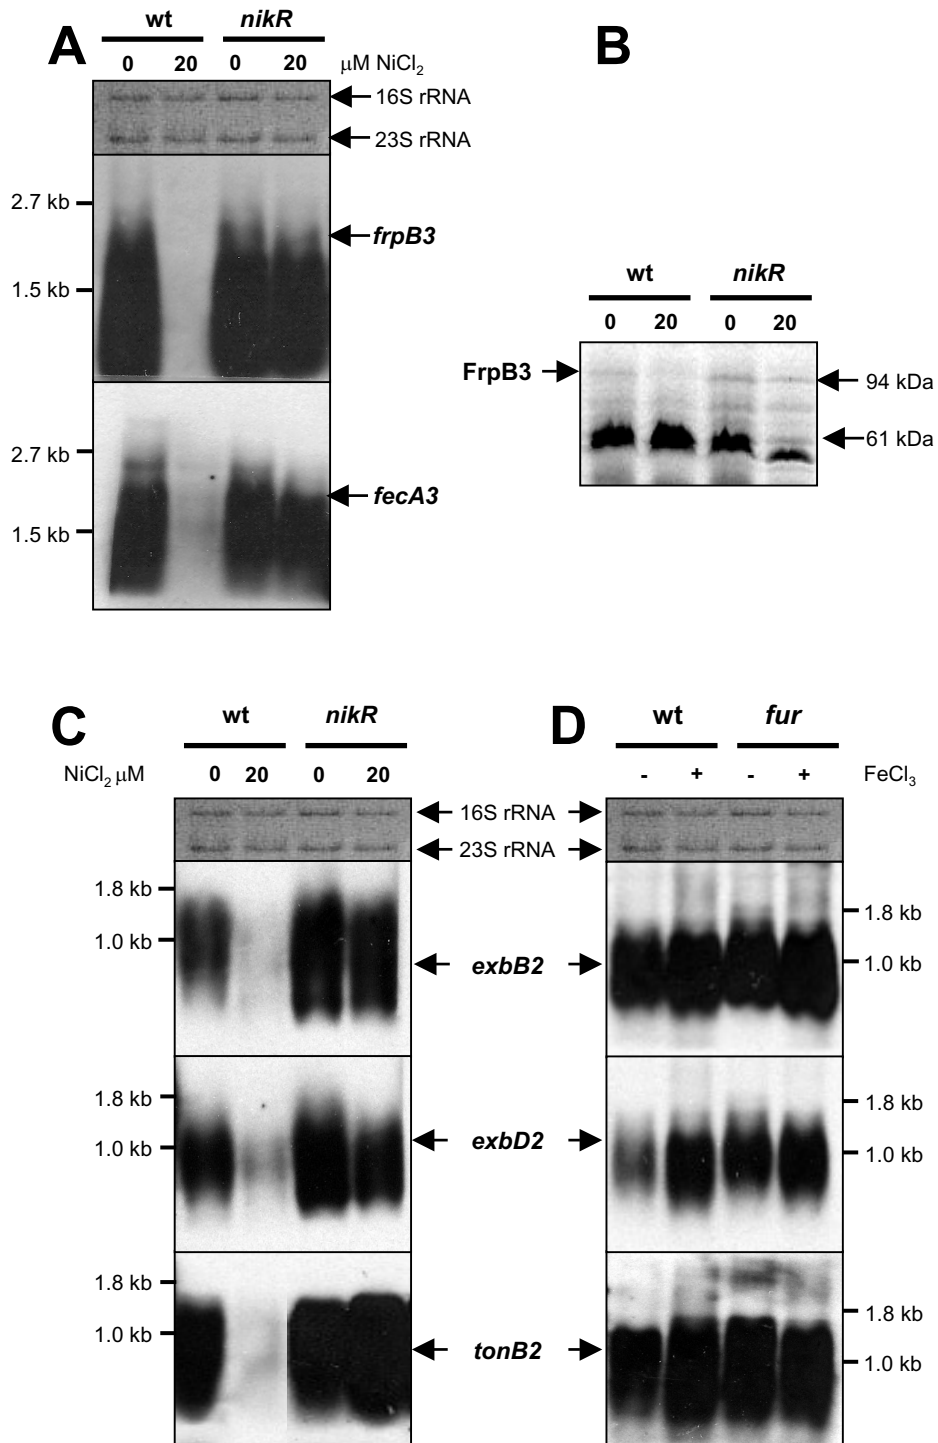 A
wt nikR
0 20 0 20 μM NiCl2
16S rRNA
23S rRNA
2.7 kb
frpB3
1.5 kb
2.7 kb
fecA3
1.5 kb
B
wt nikR
0 20 0 20
FrpB3
94 kDa
61 kDa
C
wt nikR
NiCl2 μM 0 20 0 20
D
wt fur
- + - + FeCl3
16S rRNA
23S rRNA
1.8 kb
1.0 kb
exbB2
1.8 kb
1.0 kb
1.8 kb
1.0 kb
exbD2
1.8 kb
1.0 kb
1.8 kb
1.0 kb
tonB2
1.8 kb
1.0 kb